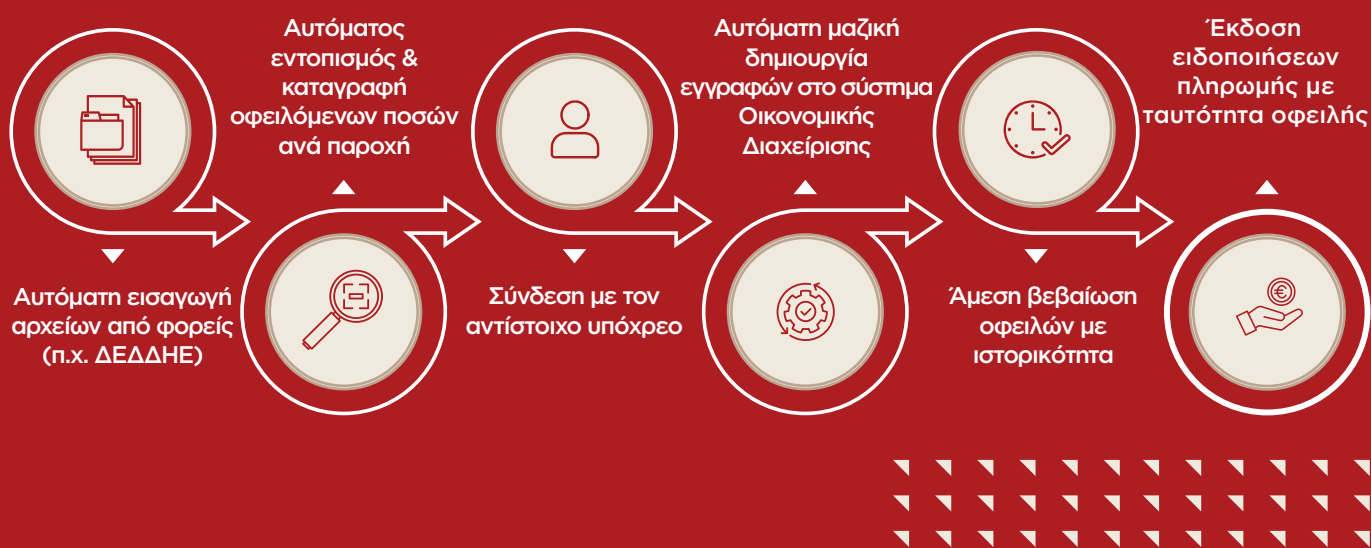 Αυτόματη εισαγωγή
αρχείων από φορείς
(π.χ. ΔΕΔΔΗΕ)
Αυτόματος
εντοπισμός &
καταγραφή
οφειλόμενων ποσών
ανά παροχή
Σύνδεση με τον
αντίστοιχο υπόχρεο
Αυτόματη μαζική
δημιουργία
εγγραφών στο σύστημα
Οικονομικής
Διαχείρισης
Άμεση βεβαίωση
οφειλών με
ιστορικότητα
Έκδοση
ειδοποιήσεων
πληρωμής με
ταυτότητα οφειλής